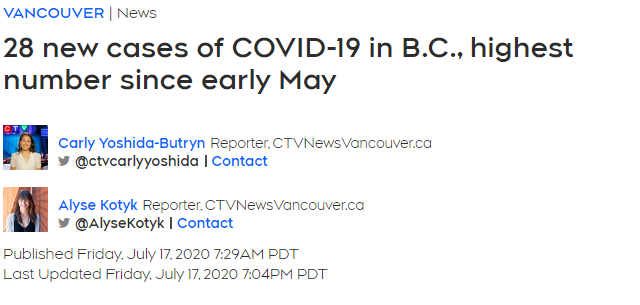 VANCOUVER | News
28 new cases of COVID-19 in B.C., highest
number since early May
CTV
Carly Yoshida-Butryn Reporter, CTVNewsVancouver.ca
@ctvcarlyyoshida | Contact
Alyse Kotyk Reporter, CTVNewsVancouver.ca
@AlyseKotyk | Contact
Published Friday, July 17, 2020 7:29AM PDT
Last Updated Friday, July 17, 2020 7:04PM PDT